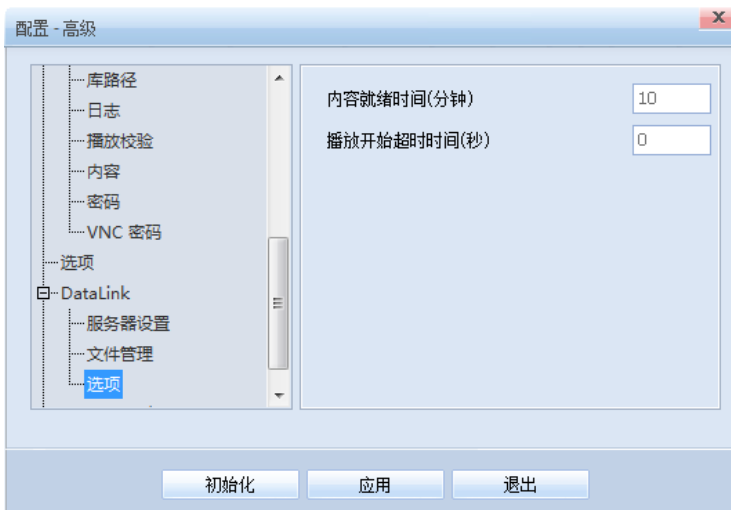 配置 - 高级
x
库路径
日志
播放校验
内容
密码
VNC 密码
选项
DataLink
服务器设置
文件管理
选项
内容就绪时间(分钟)
10
播放开始超时时间(秒)
0
初始化
应用
退出